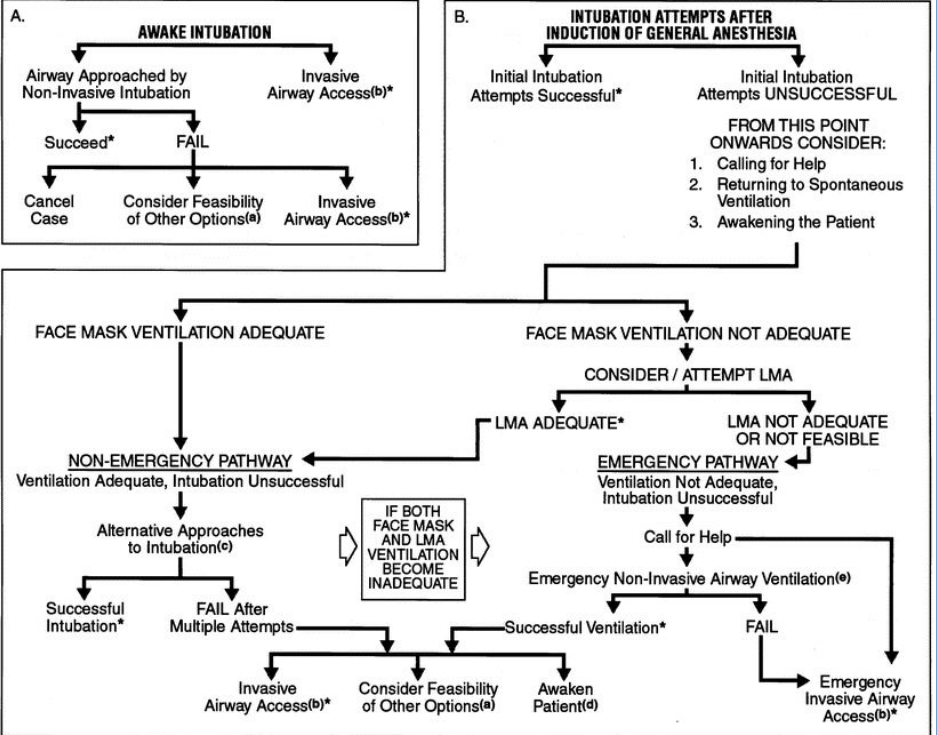 A.
AWAKE INTUBATION
Airway Approached by
Non-Invasive Intubation
Invasive
Airway Access(b)*
Succeed*
FAIL
Cancel
Case
Consider Feasibility
of Other Options(a)
Invasive
Airway Access(b)*
B.
INTUBATION ATTEMPTS AFTER
INDUCTION OF GENERAL ANESTHESIA
Initial Intubation
Attempts Successful*
Initial Intubation
Attempts UNSUCCESSFUL
FROM THIS POINT
ONWARDS CONSIDER:
1. Calling for Help
2. Returning to Spontaneous
Ventilation
3. Awakening the Patient
FACE MASK VENTILATION ADEQUATE
FACE MASK VENTILATION NOT ADEQUATE
CONSIDER / ATTEMPT LMA
LMA ADEQUATE*
LMA NOT ADEQUATE
OR NOT FEASIBLE
NON-EMERGENCY PATHWAY
Ventilation Adequate, Intubation Unsuccessful
EMERGENCY PATHWAY
Ventilation Not Adequate,
Intubation Unsuccessful
Alternative Approaches
to Intubation(c)
IF BOTH
FACE MASK
AND LMA
VENTILATION
BECOME
INADEQUATE
Call for Help
Emergency Non-Invasive Airway Ventilation(e)
Successful
Intubation*
FAIL After
Multiple Attempts
Successful Ventilation*
FAIL
Invasive
Airway Access(b)*
Consider Feasibility
of Other Options(a)
Awaken
Patient(d)
Emergency
Invasive Airway
Access(b)*